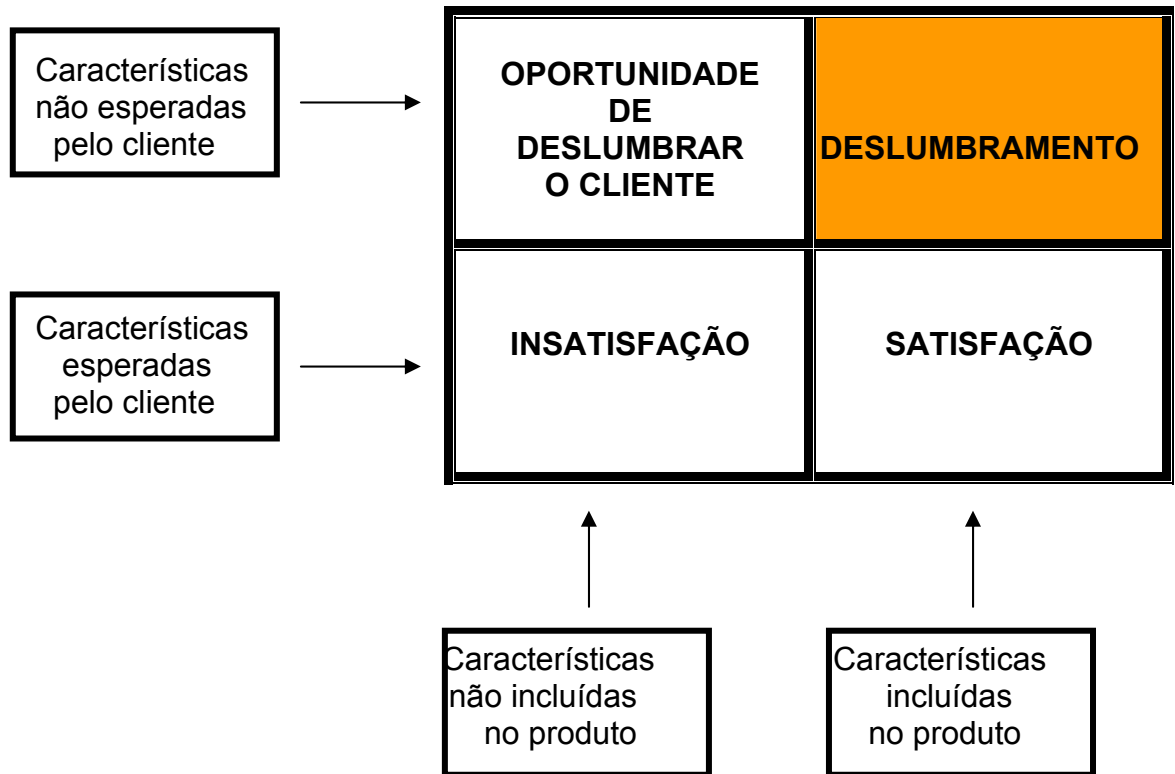 Características
não esperadas
pelo cliente
OPORTUNIDADE
DE
DESLUMBRAR
O CLIENTE
DESLUMBRAMENTO
Características
esperadas
pelo cliente
INSATISFAÇÃO
SATISFAÇÃO
Características
não incluídas
no produto
Características
incluídas
no produto